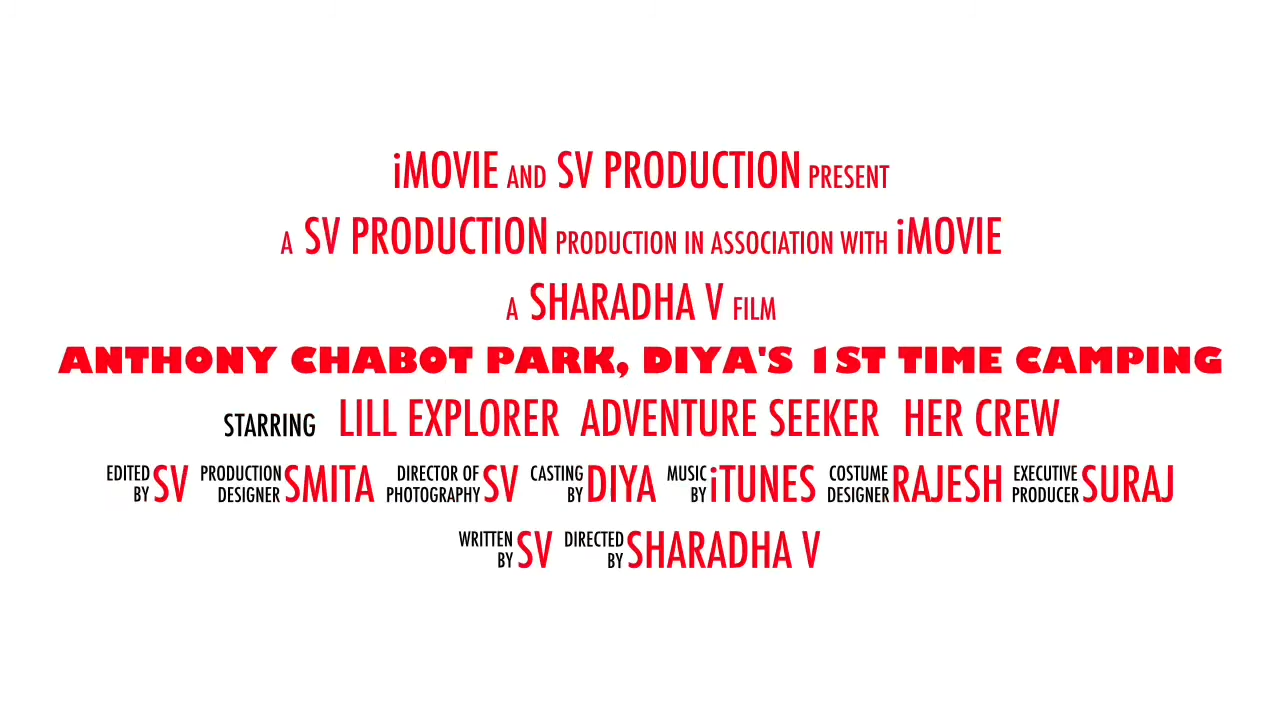 iMOVIE AND SV PRODUCTION PRESENT
A SV PRODUCTION PRODUCTION IN ASSOCIATION WITH iMOVIE
A SHARADHA V FILM
ANTHONY CHABOT PARK, DIYA'S 1ST TIME CAMPING
STARRING LILL EXPLORER ADVENTURE SEEKER HER CREW
EDITED BY SV PRODUCTION DESIGNER SMITA DIRECTOR OF PHOTOGRAPHY SV CASTING BY DIYA MUSIC BY iTUNES COSTUME DESIGNER RAJESH EXECUTIVE PRODUCER SURAJ
WRITTEN BY SV DIRECTED BY SHARADHA V